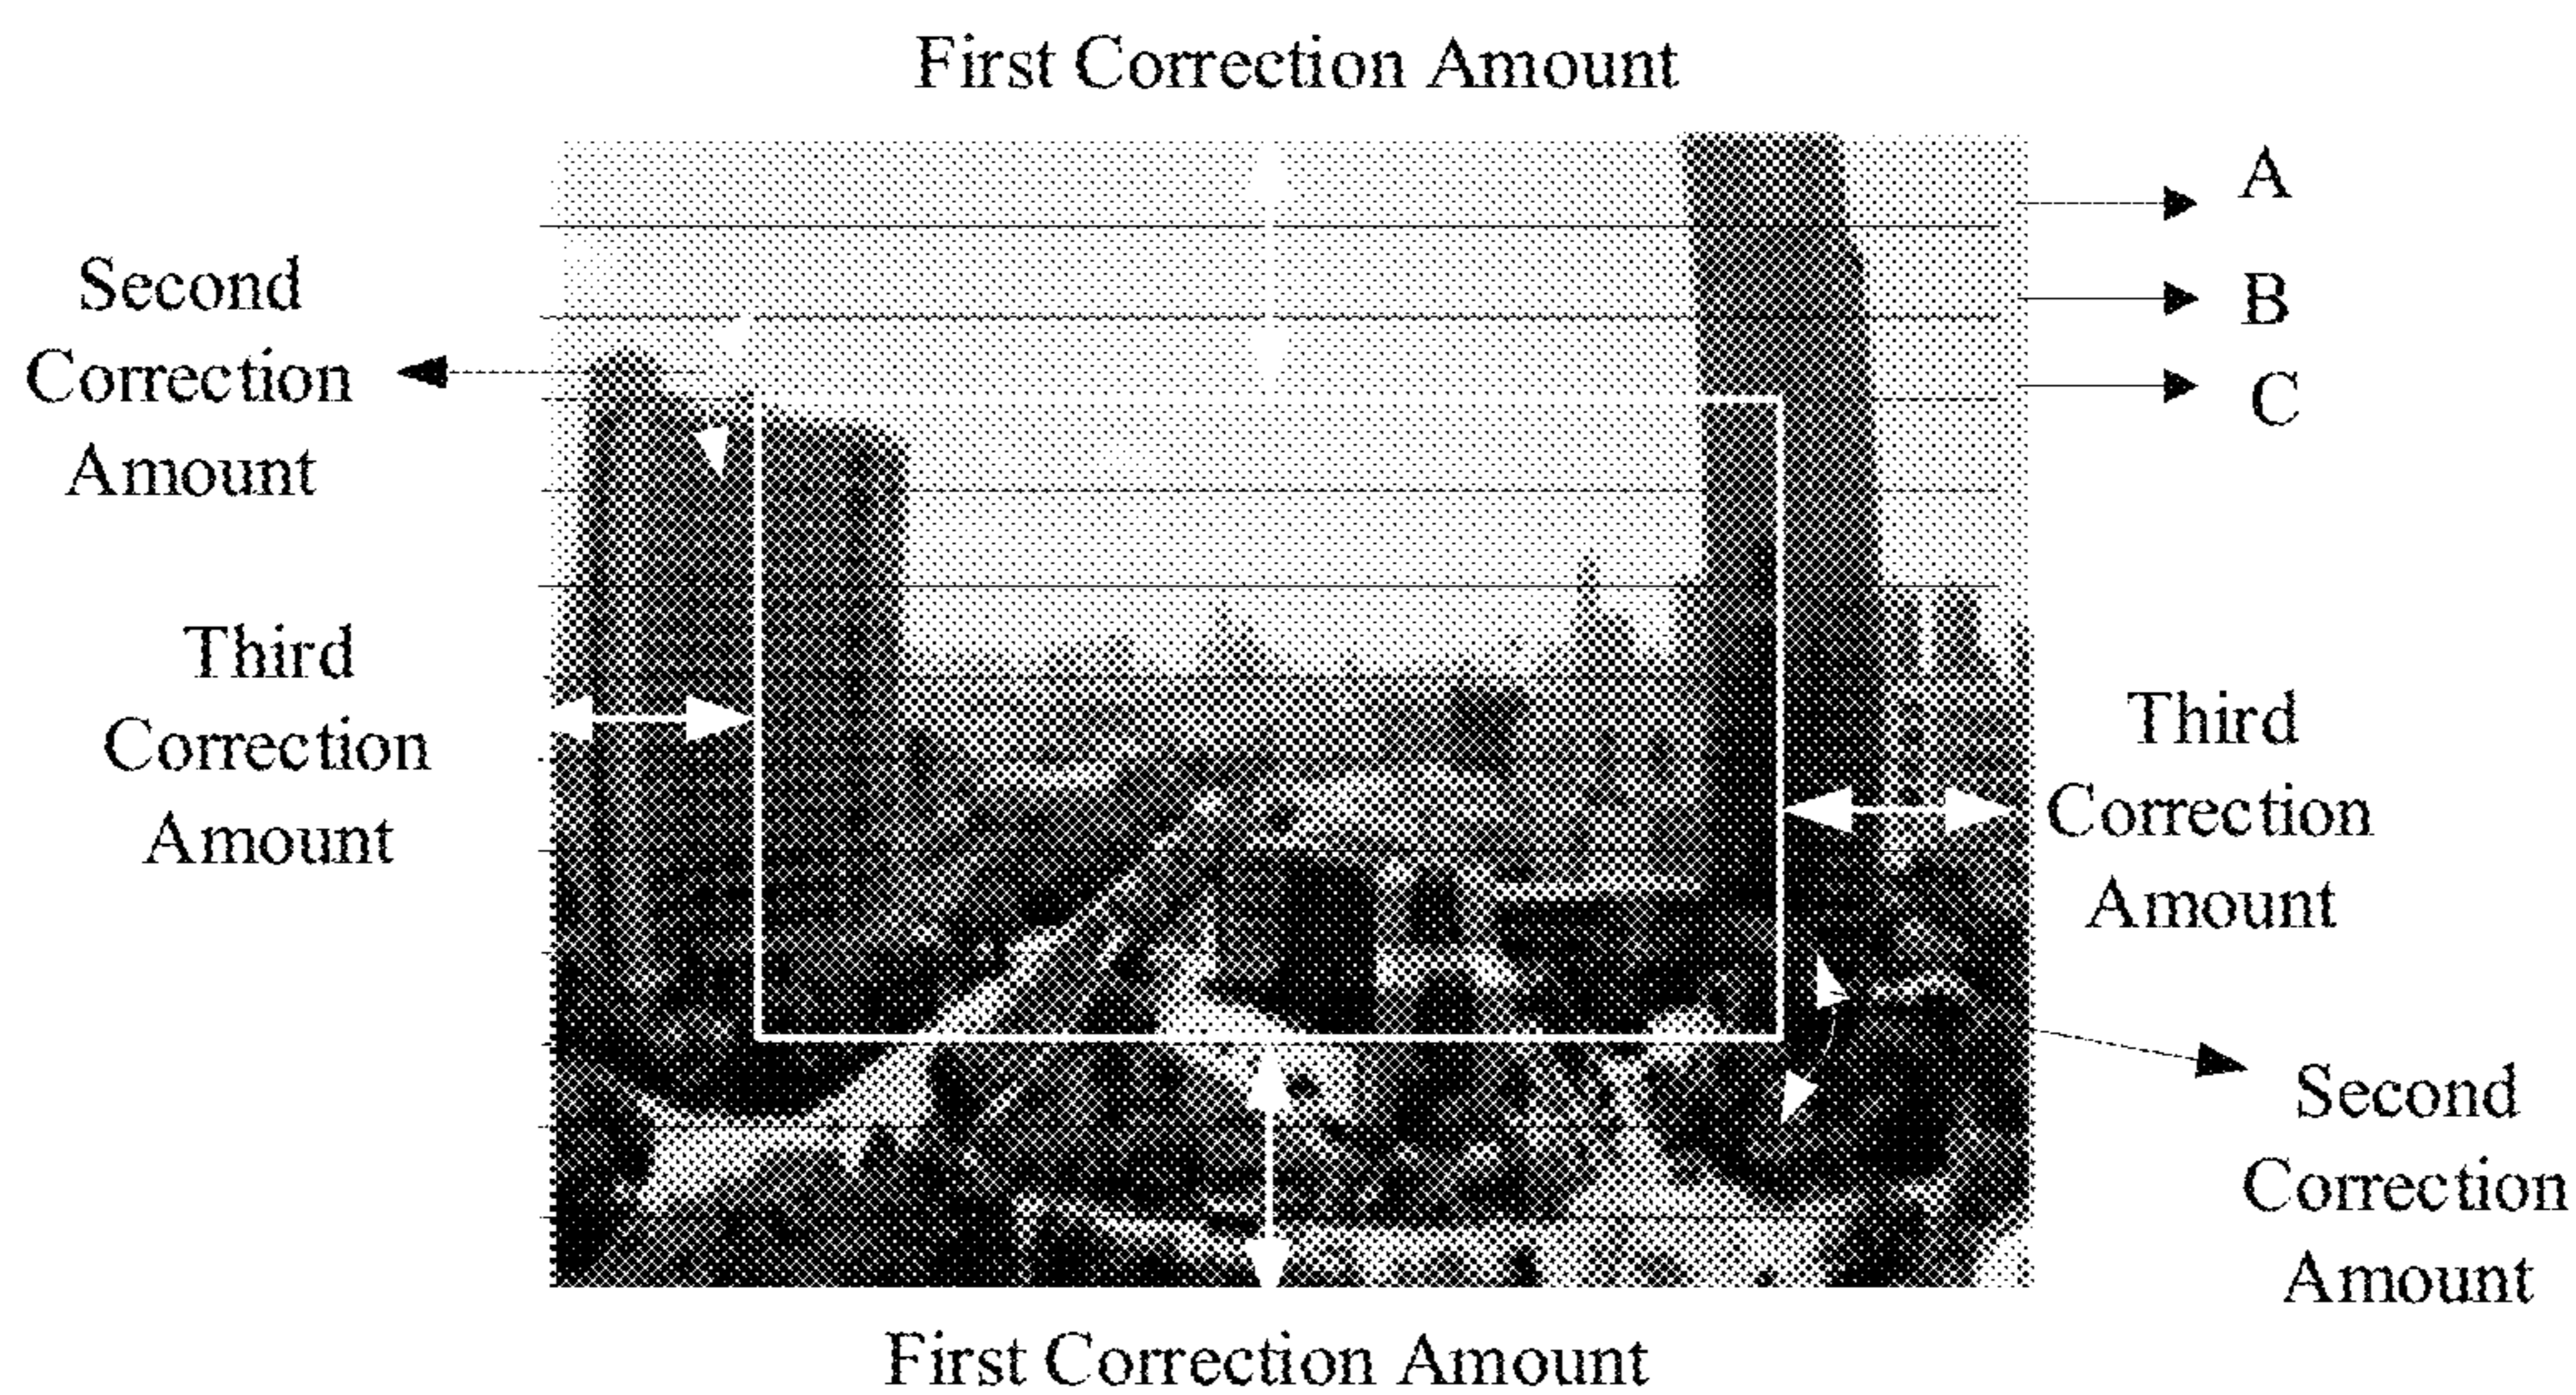 First Correction Amount
A
B
C
Second
Correction
Amount
Third
Correction
Amount
Third
Correction
Amount
Second
Correction
Amount
First Correction Amount